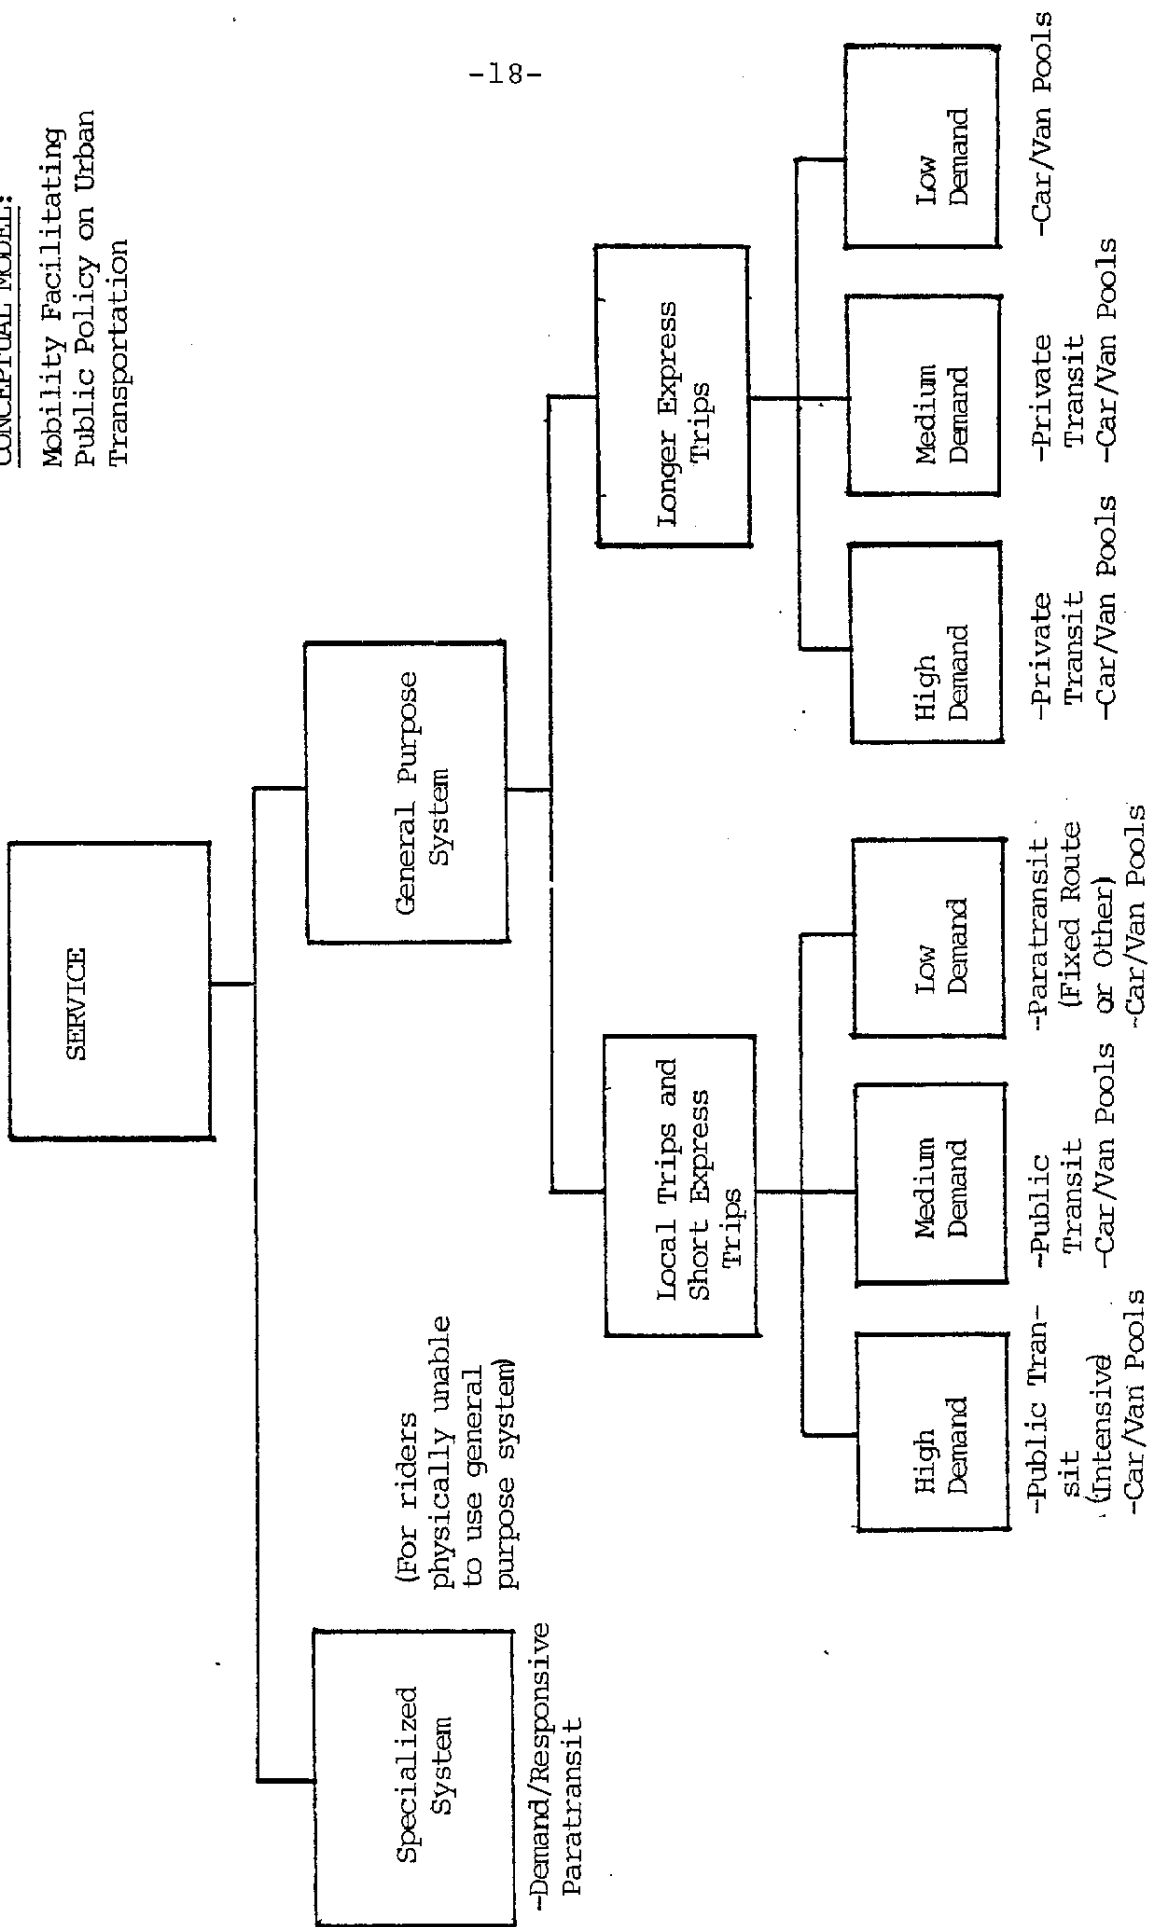 -18-
CONCEPTUAL MODEL:
Mobility Facilitating
Public Policy on Urban
Transportation
SERVICE
Specialized
System
(For riders
physically unable
to use general
purpose system)
-Demand/Responsive
Paratransit
General Purpose
System
Local Trips and
Short Express
Trips
Longer Express
Trips
High
Demand
-Public Tran-
sit
(Intensive)
-Car/Van Pools
Medium
Demand
-Public
Transit
-Car/Van Pools
Low
Demand
-Paratransit
(Fixed Route
or Other)
-Car/Van Pools
High
Demand
-Private
Transit
-Car/Van Pools
Medium
Demand
-Private
Transit
-Car/Van Pools
Low
Demand
-Car/Van Pools